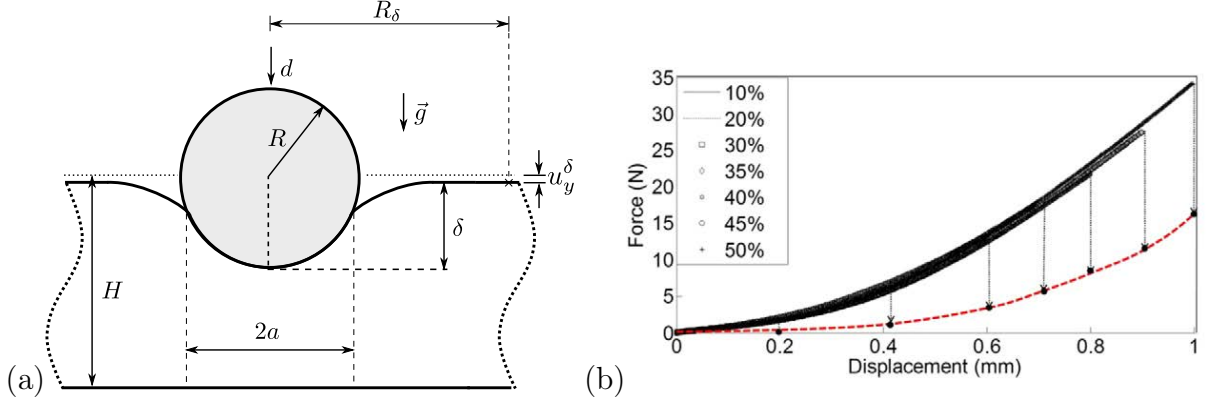 R_δ
d
g⃗
R
u_y^δ
δ
H
2a
(a)
35
30
25
20
15
10
5
0
Force (N)
10%
20%
30%
35%
40%
45%
50%
0 0.2 0.4 0.6 0.8 1
Displacement (mm)
(b)